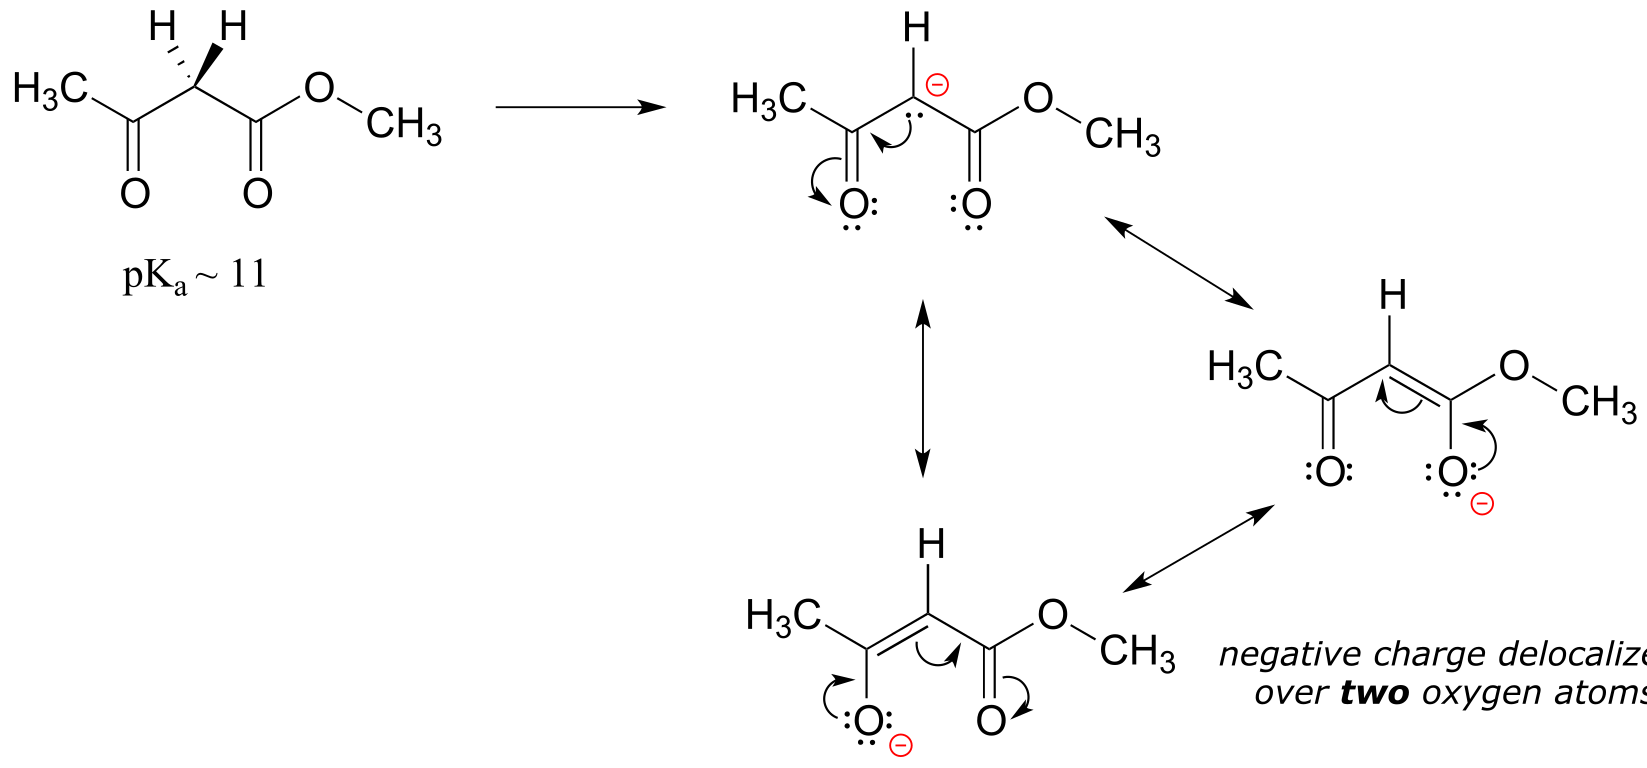 H H
H₃C O CH₃
O O
pKₐ ~ 11
H
⊖
H₃C O CH₃
O: :O
H
H₃C O CH₃
:O: :O:
⊖
H
H₃C O CH₃
:O: O
⊖
negative charge delocalize
over two oxygen atoms